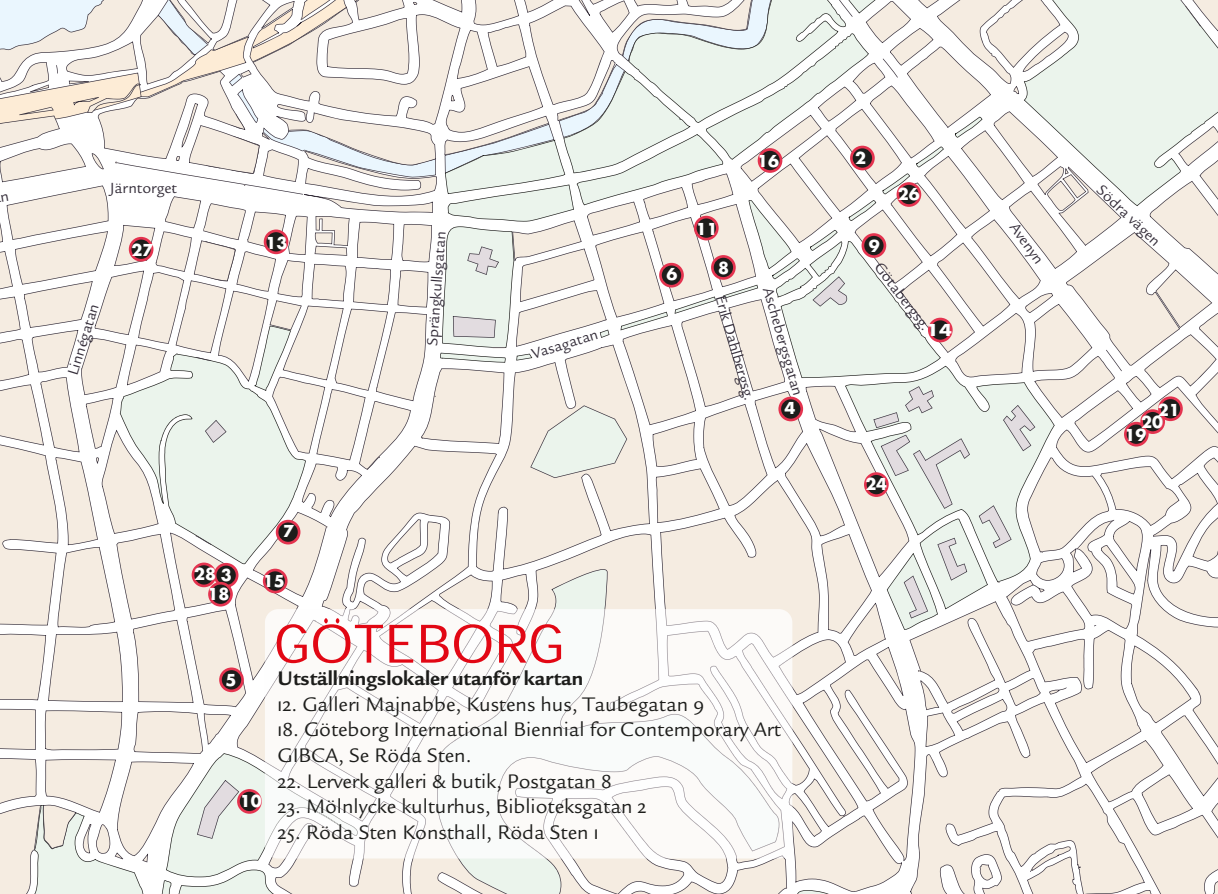 16
2
26
Järntorget
Södra vägen
27
13
11
9
Avenyn
Sprängkullsgatan
6
8
Götabergsg.
Linnégatan
Vasagatan
Erik Dahlbergsg.
Aschebergsgatan
14
4
21
20
19
24
7
28
3
15
18
5
10
GÖTEBORG
Utställningslokaler utanför kartan
12. Galleri Majnabbe, Kustens hus, Taubegatan 9
18. Göteborg International Biennial for Contemporary Art
GIBCA, Se Röda Sten.
22. Lerverk galleri & butik, Postgatan 8
23. Mölnlycke kulturhus, Biblioteksgatan 2
25. Röda Sten Konsthall, Röda Sten 1